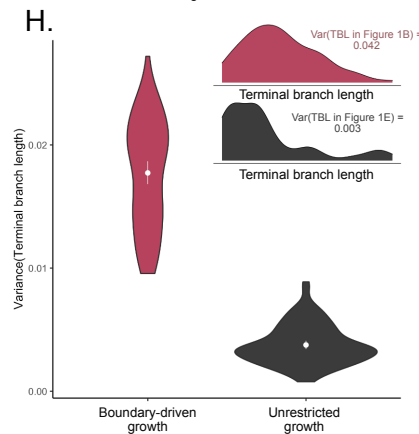 H.
Var(TBL in Figure 1B) =
0.042
Terminal branch length
Var(TBL in Figure 1E) =
0.003
Terminal branch length
Variance(Terminal branch length)
0.02
0.01
0.00
Boundary-driven
growth
Unrestricted
growth